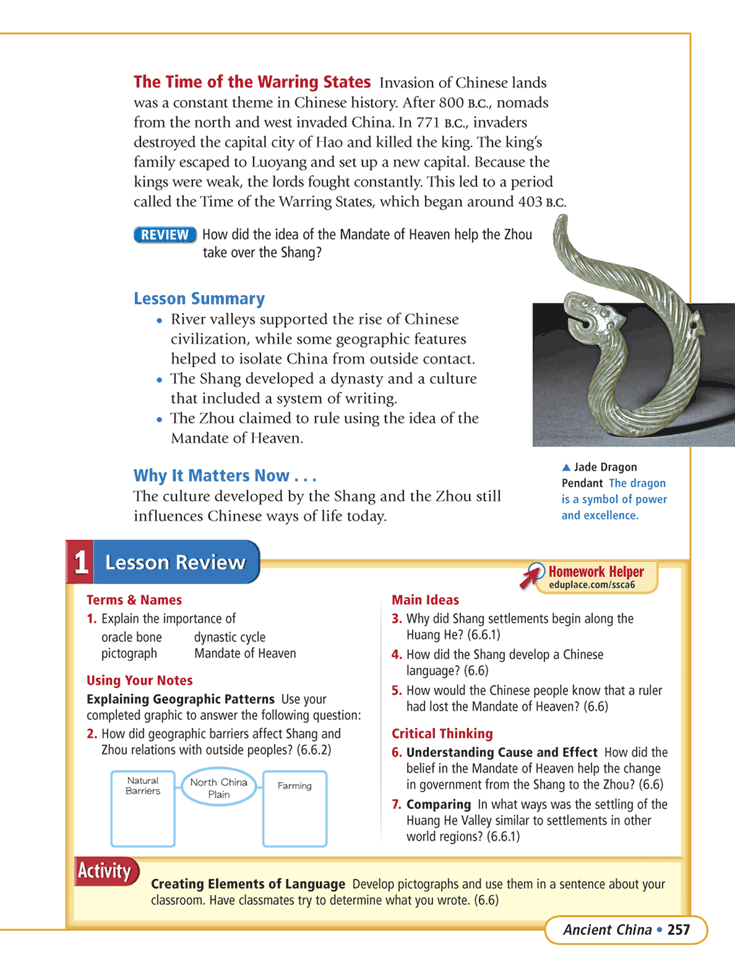 The Time of the Warring States Invasion of Chinese lands
was a constant theme in Chinese history. After 800 B.C., nomads
from the north and west invaded China. In 771 B.C., invaders
destroyed the capital city of Hao and killed the king. The king's
family escaped to Luoyang and set up a new capital. Because the
kings were weak, the lords fought constantly. This led to a period
called the Time of the Warring States, which began around 403 B.C.
REVIEW How did the idea of the Mandate of Heaven help the Zhou
take over the Shang?
Lesson Summary
• River valleys supported the rise of Chinese
civilization, while some geographic features
helped to isolate China from outside contact.
• The Shang developed a dynasty and a culture
that included a system of writing.
• The Zhou claimed to rule using the idea of the
Mandate of Heaven.
Why It Matters Now . . .
The culture developed by the Shang and the Zhou still
influences Chinese ways of life today.
▲ Jade Dragon
Pendant The dragon
is a symbol of power
and excellence.
1 Lesson Review
Homework Helper
eduplace.com/ssca6
Terms & Names
1. Explain the importance of
oracle bone dynastic cycle
pictograph Mandate of Heaven
Using Your Notes
Explaining Geographic Patterns Use your
completed graphic to answer the following question:
2. How did geographic barriers affect Shang and
Zhou relations with outside peoples? (6.6.2)
Natural
Barriers
North China
Plain
Farming
Main Ideas
3. Why did Shang settlements begin along the
Huang He? (6.6.1)
4. How did the Shang develop a Chinese
language? (6.6)
5. How would the Chinese people know that a ruler
had lost the Mandate of Heaven? (6.6)
Critical Thinking
6. Understanding Cause and Effect How did the
belief in the Mandate of Heaven help the change
in government from the Shang to the Zhou? (6.6)
7. Comparing In what ways was the settling of the
Huang He Valley similar to settlements in other
world regions? (6.6.1)
Activity
Creating Elements of Language Develop pictographs and use them in a sentence about your
classroom. Have classmates try to determine what you wrote. (6.6)
Ancient China • 257